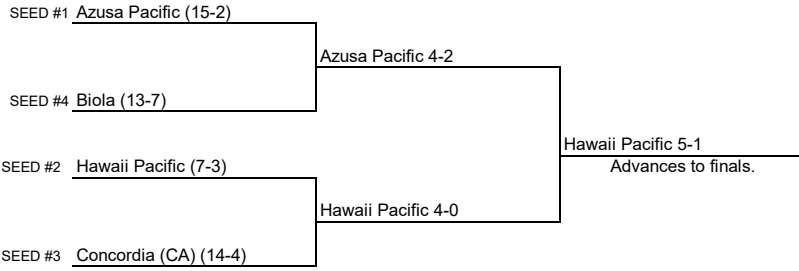 SEED #1 Azusa Pacific (15-2)
Azusa Pacific 4-2
SEED #4 Biola (13-7)
Hawaii Pacific 5-1
Advances to finals.
SEED #2 Hawaii Pacific (7-3)
Hawaii Pacific 4-0
SEED #3 Concordia (CA) (14-4)